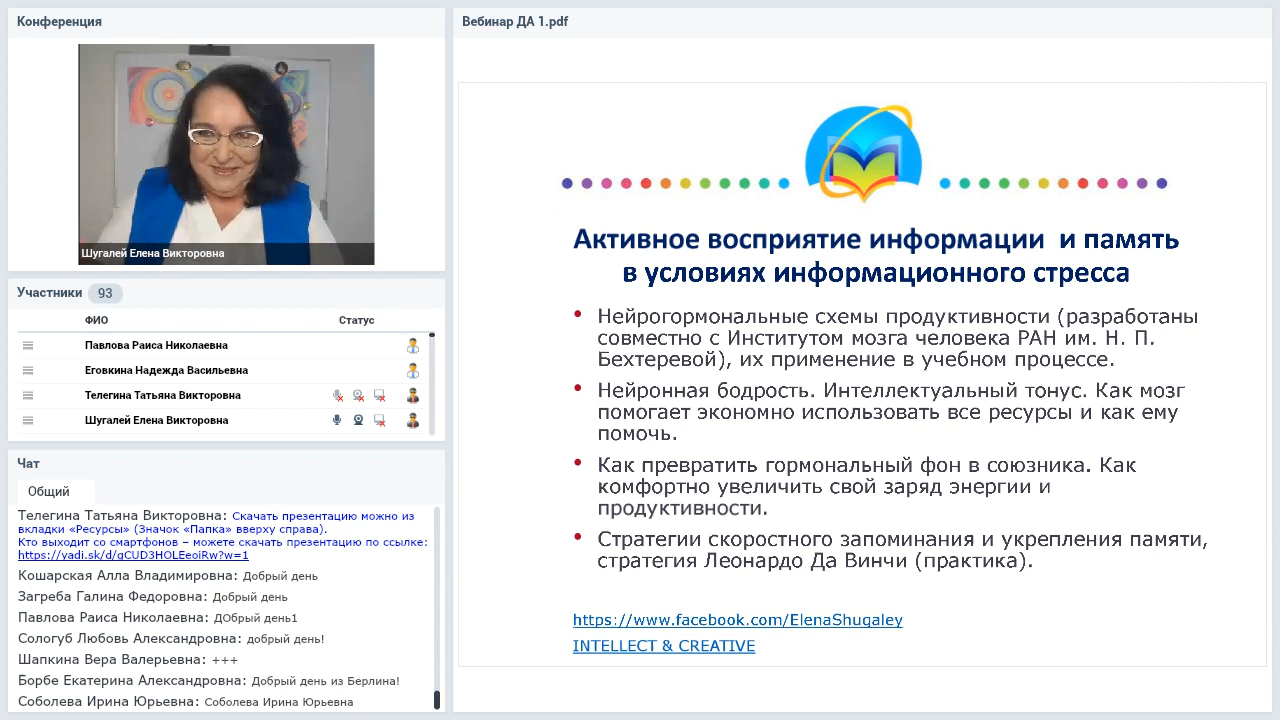 Конференция
Шугалей Елена Викторовна
Участники 93
ФИО Статус
Павлова Раиса Николаевна
Еговкина Надежда Васильевна
Телегина Татьяна Викторовна
Шугалей Елена Викторовна
Чат
Общий
Телегина Татьяна Викторовна: Скачать презентацию можно из
вкладки «Ресурсы» (Значок «Папка» вверху справа).
Кто выходит со смартфонов – можете скачать презентацию по ссылке:
https://yadi.sk/d/gCUD3HOLEeoiRw?w=1
Кошарская Алла Владимировна: Добрый день
Загреба Галина Федоровна: Добрый день
Павлова Раиса Николаевна: ДОбрый день1
Сологуб Любовь Александровна: добрый день!
Шапкина Вера Валерьевна: +++
Борбе Екатерина Александровна: Добрый день из Берлина!
Соболева Ирина Юрьевна: Соболева Ирина Юрьевна
Вебинар ДА 1.pdf
Активное восприятие информации и память
в условиях информационного стресса
• Нейрогормональные схемы продуктивности (разработаны
совместно с Институтом мозга человека РАН им. Н. П.
Бехтеревой), их применение в учебном процессе.
• Нейронная бодрость. Интеллектуальный тонус. Как мозг
помогает экономно использовать все ресурсы и как ему
помочь.
• Как превратить гормональный фон в союзника. Как
комфортно увеличить свой заряд энергии и
продуктивности.
• Стратегии скоростного запоминания и укрепления памяти,
стратегия Леонардо Да Винчи (практика).
https://www.facebook.com/ElenaShugaley
INTELLECT & CREATIVE